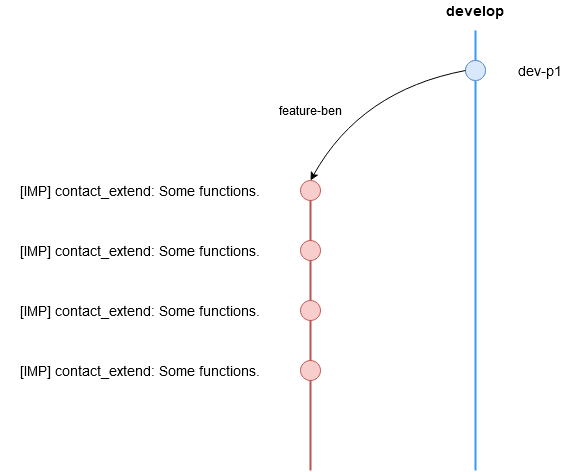 develop
dev-p1
feature-ben
[IMP] contact_extend: Some functions.
[IMP] contact_extend: Some functions.
[IMP] contact_extend: Some functions.
[IMP] contact_extend: Some functions.